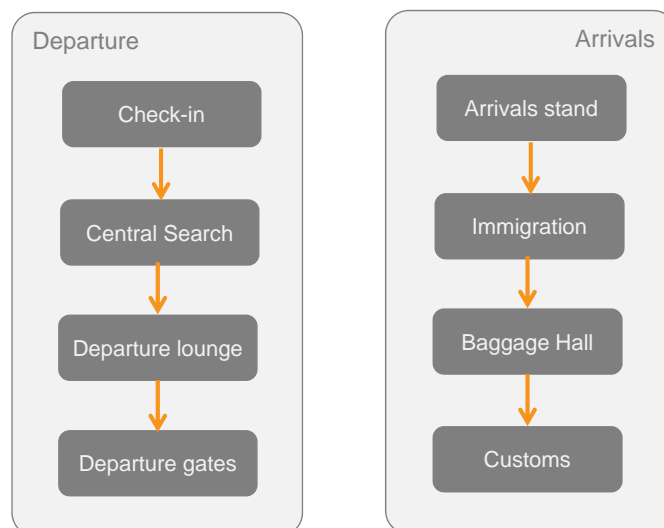 Departure
Check-in
Central Search
Departure lounge
Departure gates
Arrivals
Arrivals stand
Immigration
Baggage Hall
Customs